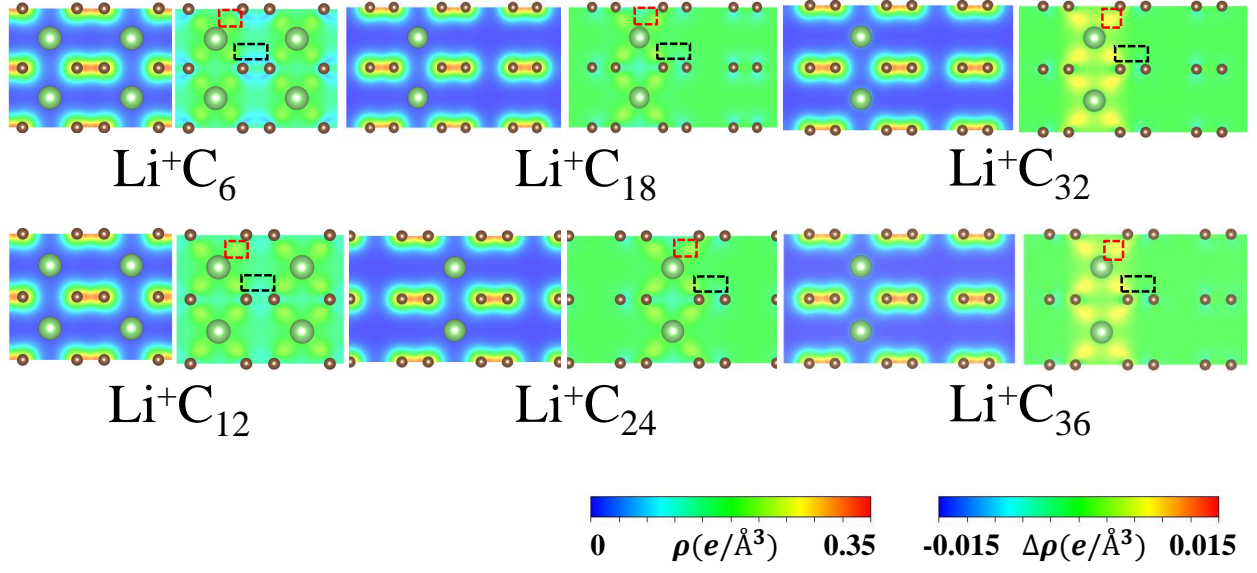 Li⁺C₆ Li⁺C₁₈ Li⁺C₃₂
Li⁺C₁₂ Li⁺C₂₄ Li⁺C₃₆
0 ρ(e/Å³) 0.35 -0.015 Δρ(e/Å³) 0.015